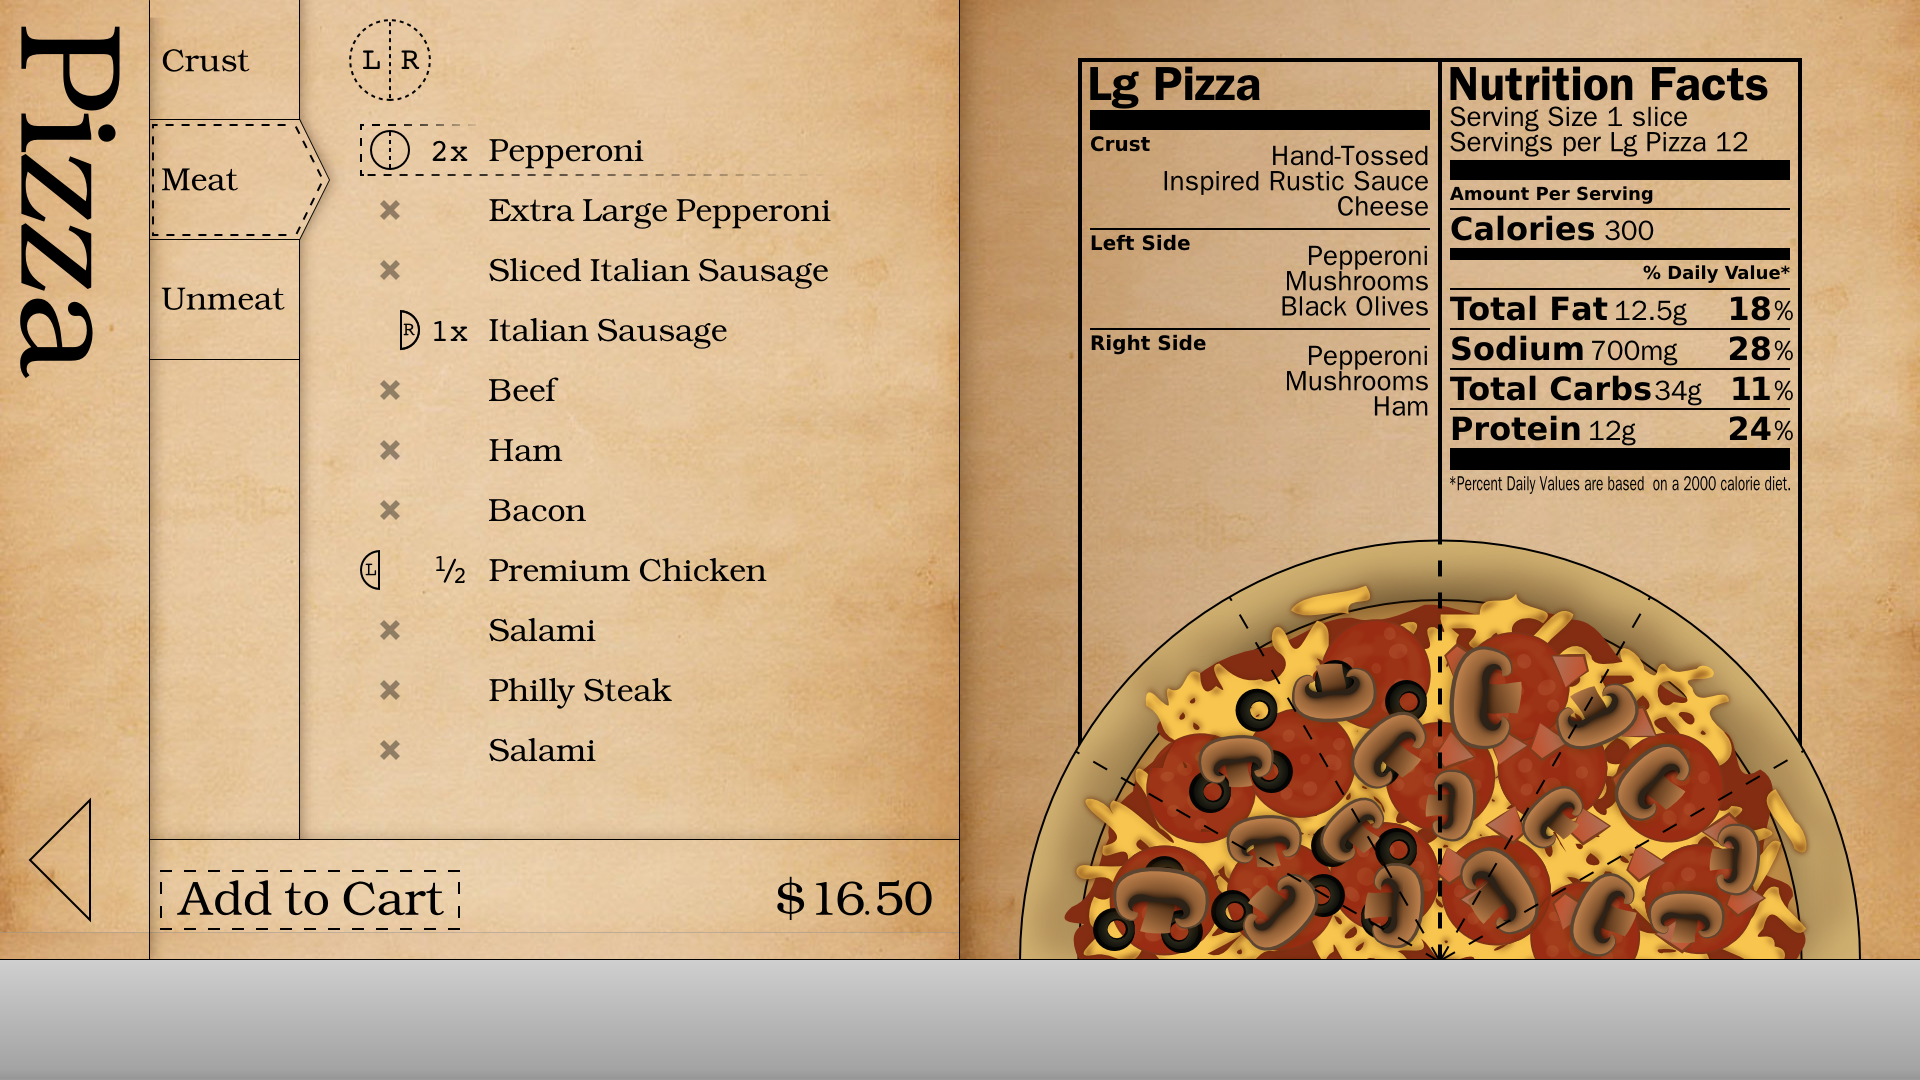 Pizza
Crust
Meat
Unmeat
L R
2x Pepperoni
Extra Large Pepperoni
Sliced Italian Sausage
R 1x Italian Sausage
Beef
Ham
Bacon
L 1/2 Premium Chicken
Salami
Philly Steak
Salami
Add to Cart
$16.50
Lg Pizza
Crust
Hand-Tossed
Inspired Rustic Sauce
Cheese
Left Side
Pepperoni
Mushrooms
Black Olives
Right Side
Pepperoni
Mushrooms
Ham
Nutrition Facts
Serving Size 1 slice
Servings per Lg Pizza 12
Amount Per Serving
Calories 300
% Daily Value*
Total Fat 12.5g 18%
Sodium 700mg 28%
Total Carbs 34g 11%
Protein 12g 24%
*Percent Daily Values are based on a 2000 calorie diet.